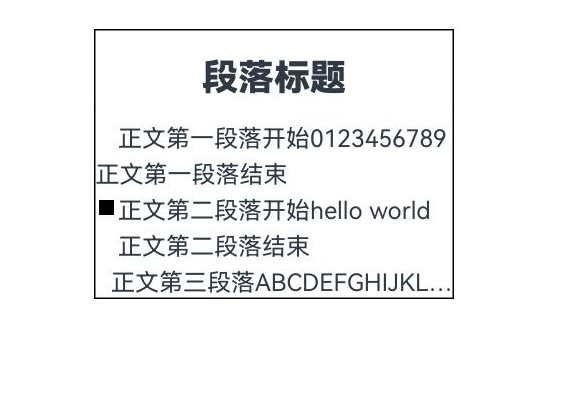 段落标题
正文第一段落开始0123456789
正文第一段落结束
正文第二段落开始hello world
正文第二段落结束
正文第三段落ABCDEFGHIJKL...